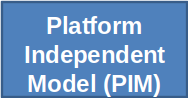 Platform
Independent
Model (PIM)